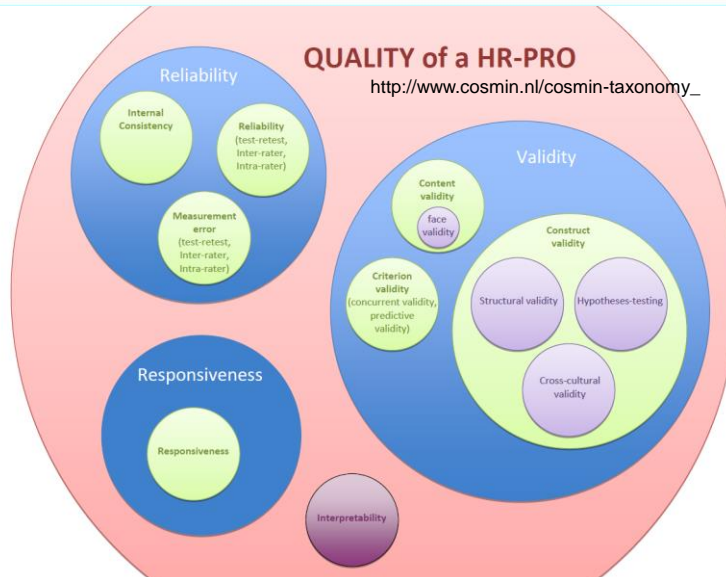 QUALITY of a HR-PRO
http://www.cosmin.nl/cosmin-taxonomy_
Reliability
Internal
Consistency
Reliability
(test-retest,
Inter-rater,
Intra-rater)
Measurement
error
(test-retest,
Inter-rater,
Intra-rater)
Validity
Content
validity
face
validity
Criterion
validity
(concurrent validity,
predictive
validity)
Construct
validity
Structural validity
Hypotheses-testing
Cross-cultural
validity
Responsiveness
Responsiveness
Interpretability